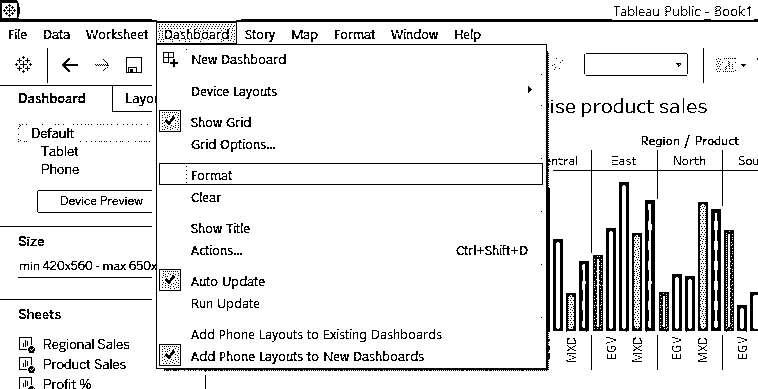 Tableau Public - Book1
File Data Worksheet Dashboard Story Map Format Window Help
New Dashboard
Device Layouts
Show Grid
Grid Options...
Format
Clear
Show Title
Actions... Ctrl+Shift+D
Auto Update
Run Update
Add Phone Layouts to Existing Dashboards
Add Phone Layouts to New Dashboards
Dashboard Layou
Default
Tablet
Phone
Device Preview
Size
min 420x560 - max 650x
Sheets
Regional Sales
Product Sales
Profit %
ise product sales
Region / Product
entral East North Sou
MXD EGV MXD EGV MXD EGV